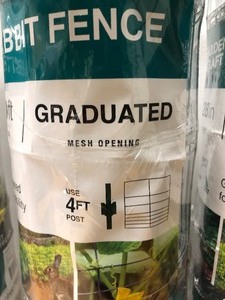 BBIT FENCE
GRADUATED
MESH OPENING
USE
4FT
POST